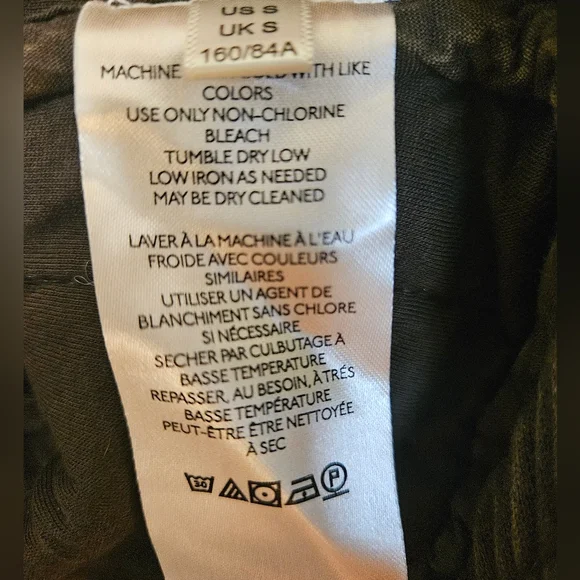 US S
UK S
160/84A
MACHINE WITH LIKE
COLORS
USE ONLY NON-CHLORINE
BLEACH
TUMBLE DRY LOW
LOW IRON AS NEEDED
MAY BE DRY CLEANED
LAVER À LA MACHINE À L'EAU
FROIDE AVEC COULEURS
SIMILAIRES
UTILISER UN AGENT DE
BLANCHIMENT SANS CHLORE
SI NÉCESSAIRE
SECHER PAR CULBUTAGE À
BASSE TEMPERATURE
REPASSER, AU BESOIN, À TRÉS
BASSE TEMPÉRATURE
PEUT-ÊTRE ÊTRE NETTOYÉE
À SEC
30 P